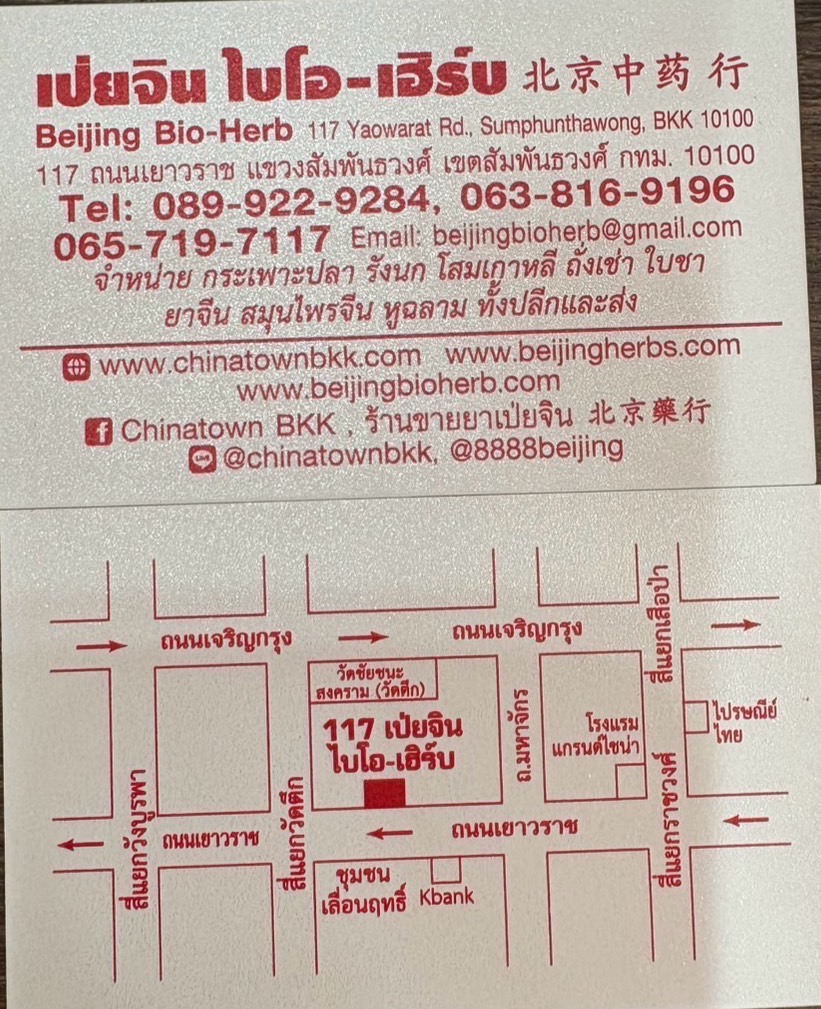 เป่ยจิน ไบโอ-เฮิร์บ 北京中药行
Beijing Bio-Herb 117 Yaowarat Rd., Sumphunthawong, BKK 10100
117 ถนนเยาวราช แขวงสัมพันธวงศ์ เขตสัมพันธวงศ์ กทม. 10100
Tel: 089-922-9284, 063-816-9196
065-719-7117 Email: beijingbioherb@gmail.com
จำหน่าย กระเพาะปลา รังนก โสมเกาหลี ถั่งเช่า ใบชา
ยาจีน สมุนไพรจีน หูฉลาม ทั้งปลีกและส่ง
www.chinatownbkk.com www.beijingherbs.com
www.beijingbioherb.com
f Chinatown BKK , ร้านขายยาเป่ยจิน 北京藥行
LINE @chinatownbkk, @8888beijing
ถนนเจริญกรุง
ถนนเจริญกรุง
สี่แยกเสือป่า
วัดชัยชนะ
สงคราม (วัดตึก)
117 เป่ยจิน
ไบโอ-เฮิร์บ
ถ.มหาจักร
โรงแรม
แกรนด์ไชน่า
ไปรษณีย์
ไทย
สี่แยกวังบูรพา
ถนนเยาวราช
สี่แยกวัดตึก
ถนนเยาวราช
สี่แยกราชวงศ์
ชุมชน
เลื่อนฤทธิ์
Kbank